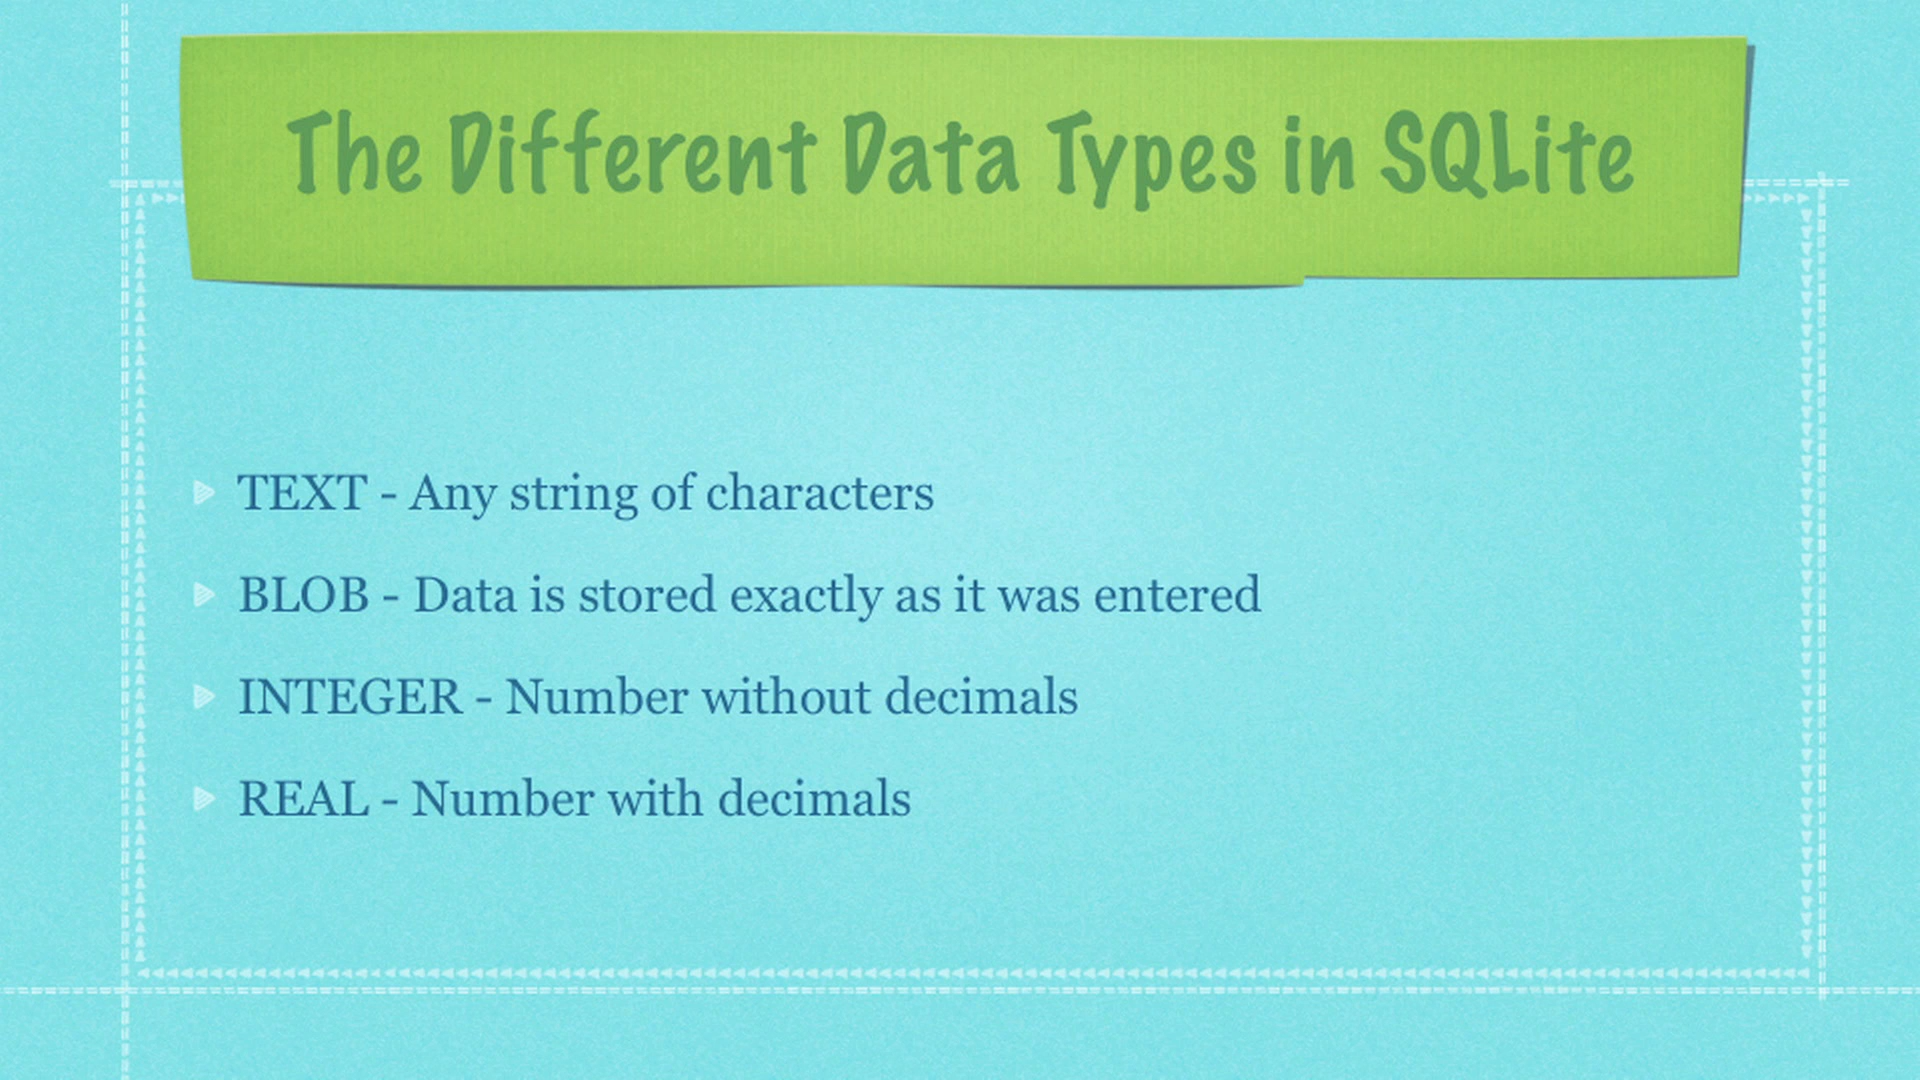 The Different Data Types in SQLite
TEXT - Any string of characters
BLOB - Data is stored exactly as it was entered
INTEGER - Number without decimals
REAL - Number with decimals